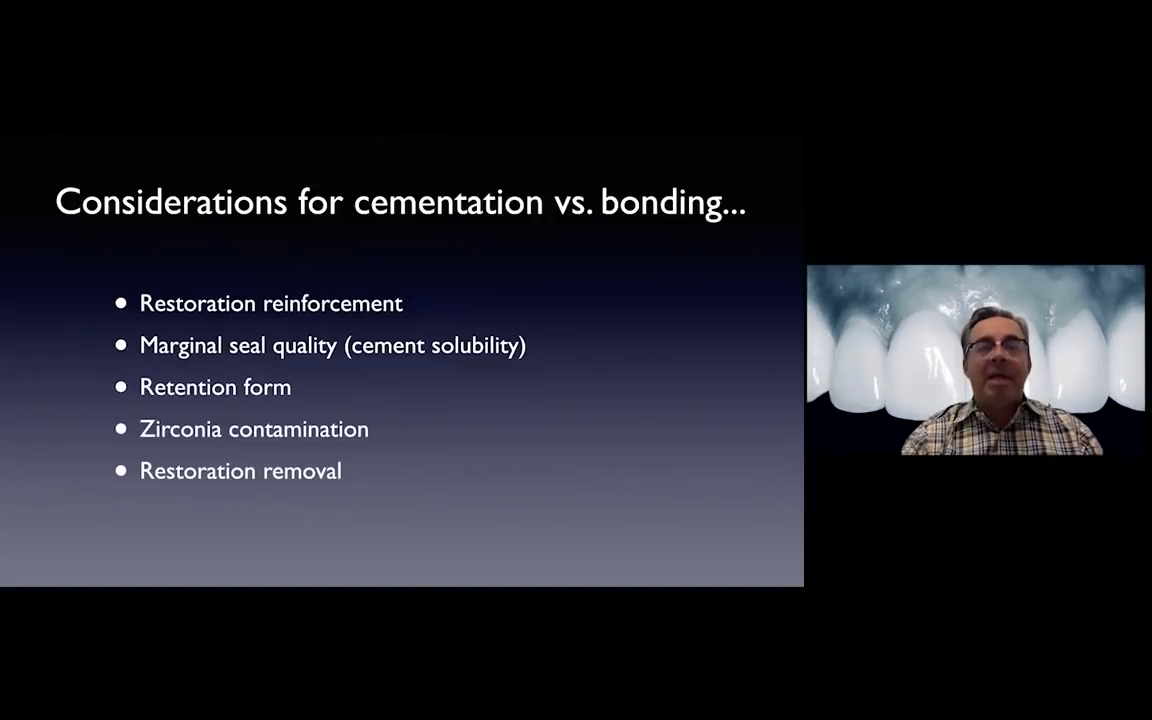 Considerations for cementation vs. bonding...
• Restoration reinforcement
• Marginal seal quality (cement solubility)
• Retention form
• Zirconia contamination
• Restoration removal